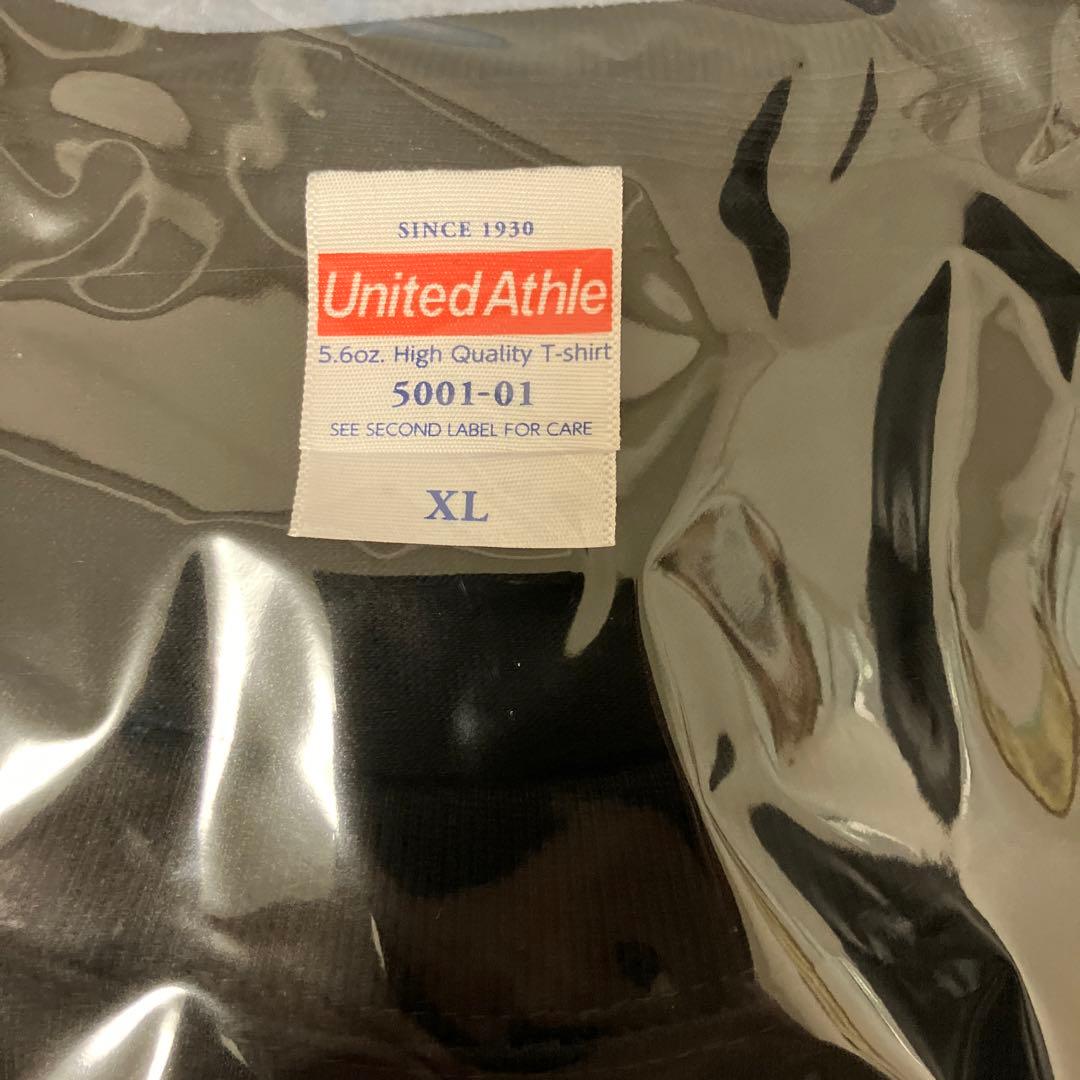 SINCE 1930
United Athle
5.6oz. High Quality T-shirt
5001-01
SEE SECOND LABEL FOR CARE
XL